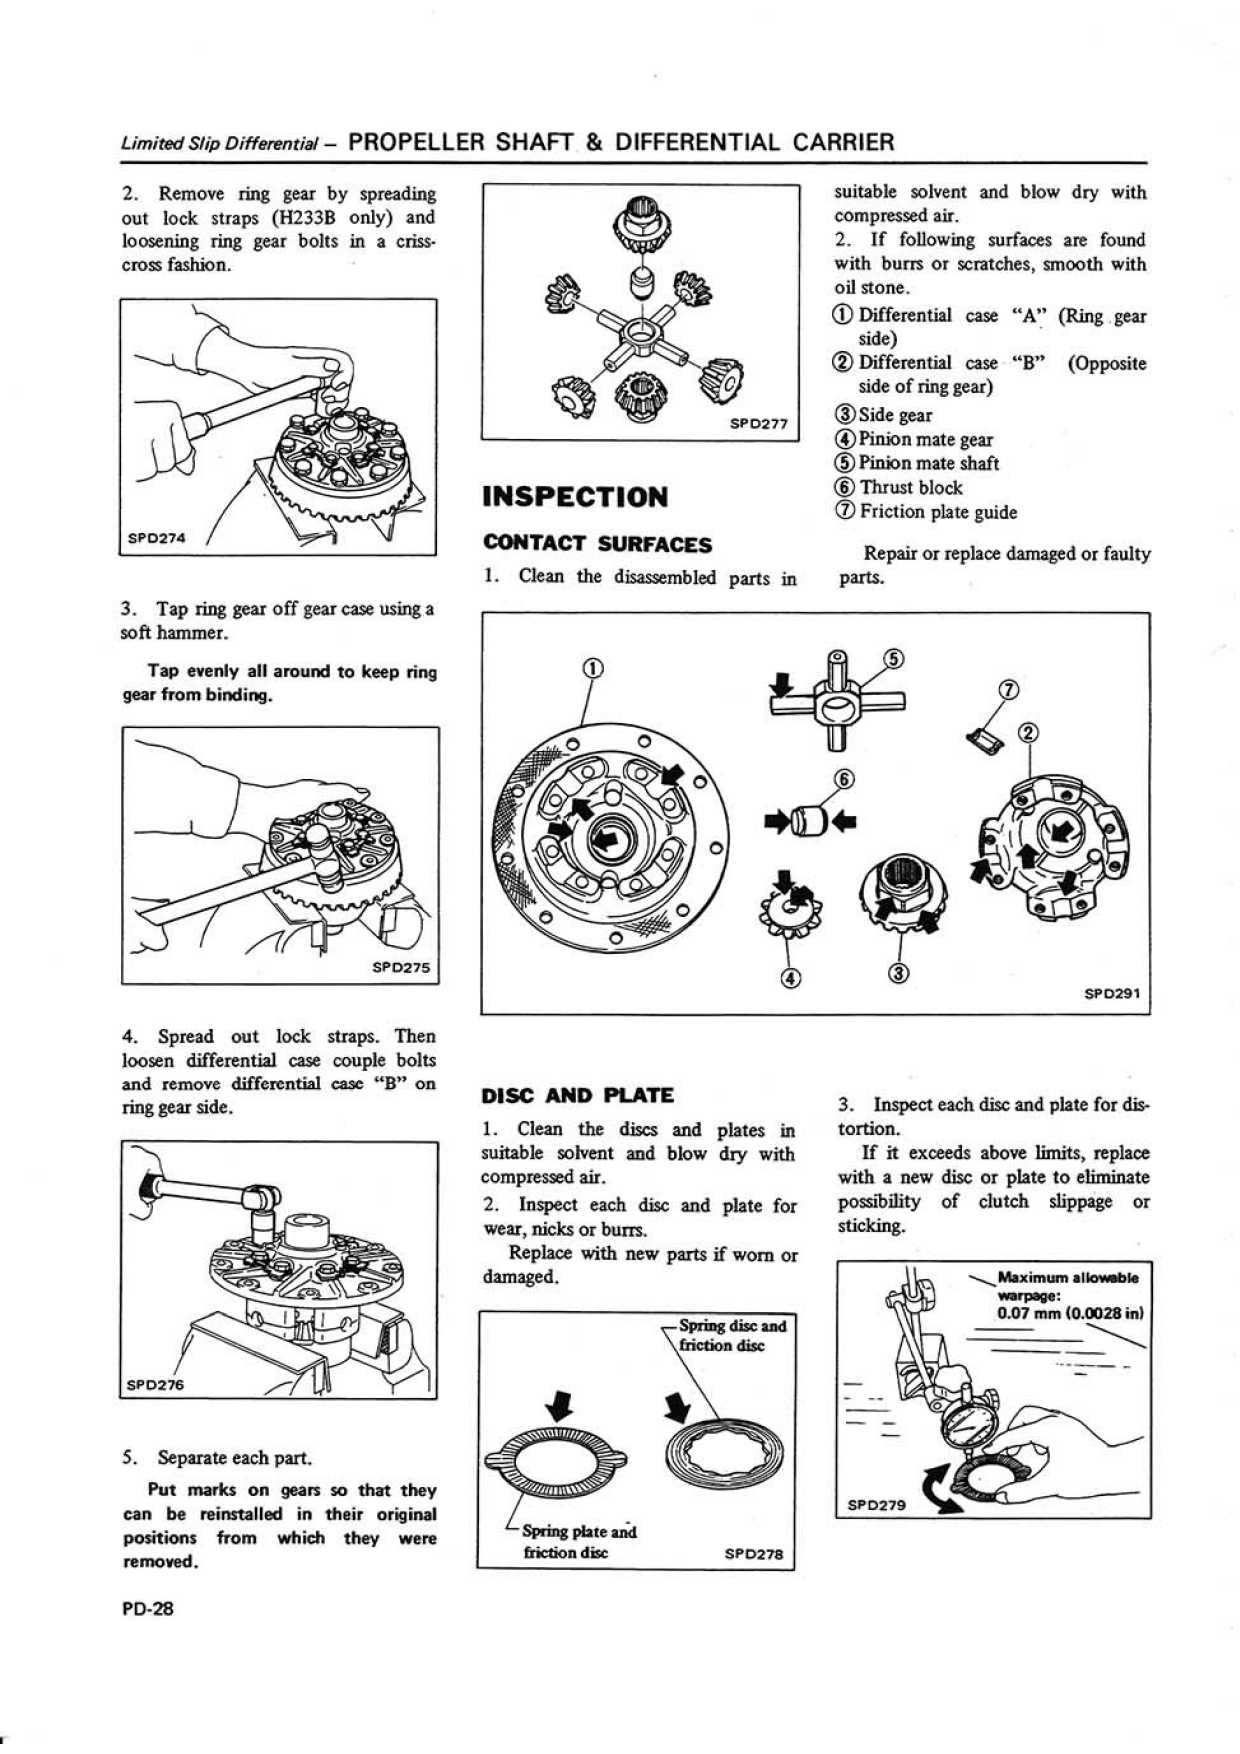 Limited Slip Differential – PROPELLER SHAFT & DIFFERENTIAL CARRIER
2. Remove ring gear by spreading
out lock straps (H233B only) and
loosening ring gear bolts in a criss-
cross fashion.
SPD274
3. Tap ring gear off gear case using a
soft hammer.
Tap evenly all around to keep ring
gear from binding.
SPD275
4. Spread out lock straps. Then
loosen differential case couple bolts
and remove differential case “B” on
ring gear side.
SPD276
5. Separate each part.
Put marks on gears so that they
can be reinstalled in their original
positions from which they were
removed.
SPD277
INSPECTION
CONTACT SURFACES
1. Clean the disassembled parts in
suitable solvent and blow dry with
compressed air.
2. If following surfaces are found
with burrs or scratches, smooth with
oil stone.
① Differential case “A” (Ring gear
side)
② Differential case “B” (Opposite
side of ring gear)
③ Side gear
④ Pinion mate gear
⑤ Pinion mate shaft
⑥ Thrust block
⑦ Friction plate guide
Repair or replace damaged or faulty
parts.
①
⑤
⑦
②
⑥
④
③
SPD291
DISC AND PLATE
1. Clean the discs and plates in
suitable solvent and blow dry with
compressed air.
2. Inspect each disc and plate for
wear, nicks or burrs.
Replace with new parts if worn or
damaged.
Spring disc and
friction disc
Spring plate and
friction disc
SPD278
3. Inspect each disc and plate for dis-
tortion.
If it exceeds above limits, replace
with a new disc or plate to eliminate
possibility of clutch slippage or
sticking.
Maximum allowable
warpage:
0.07 mm (0.0028 in)
SPD279
PD-28